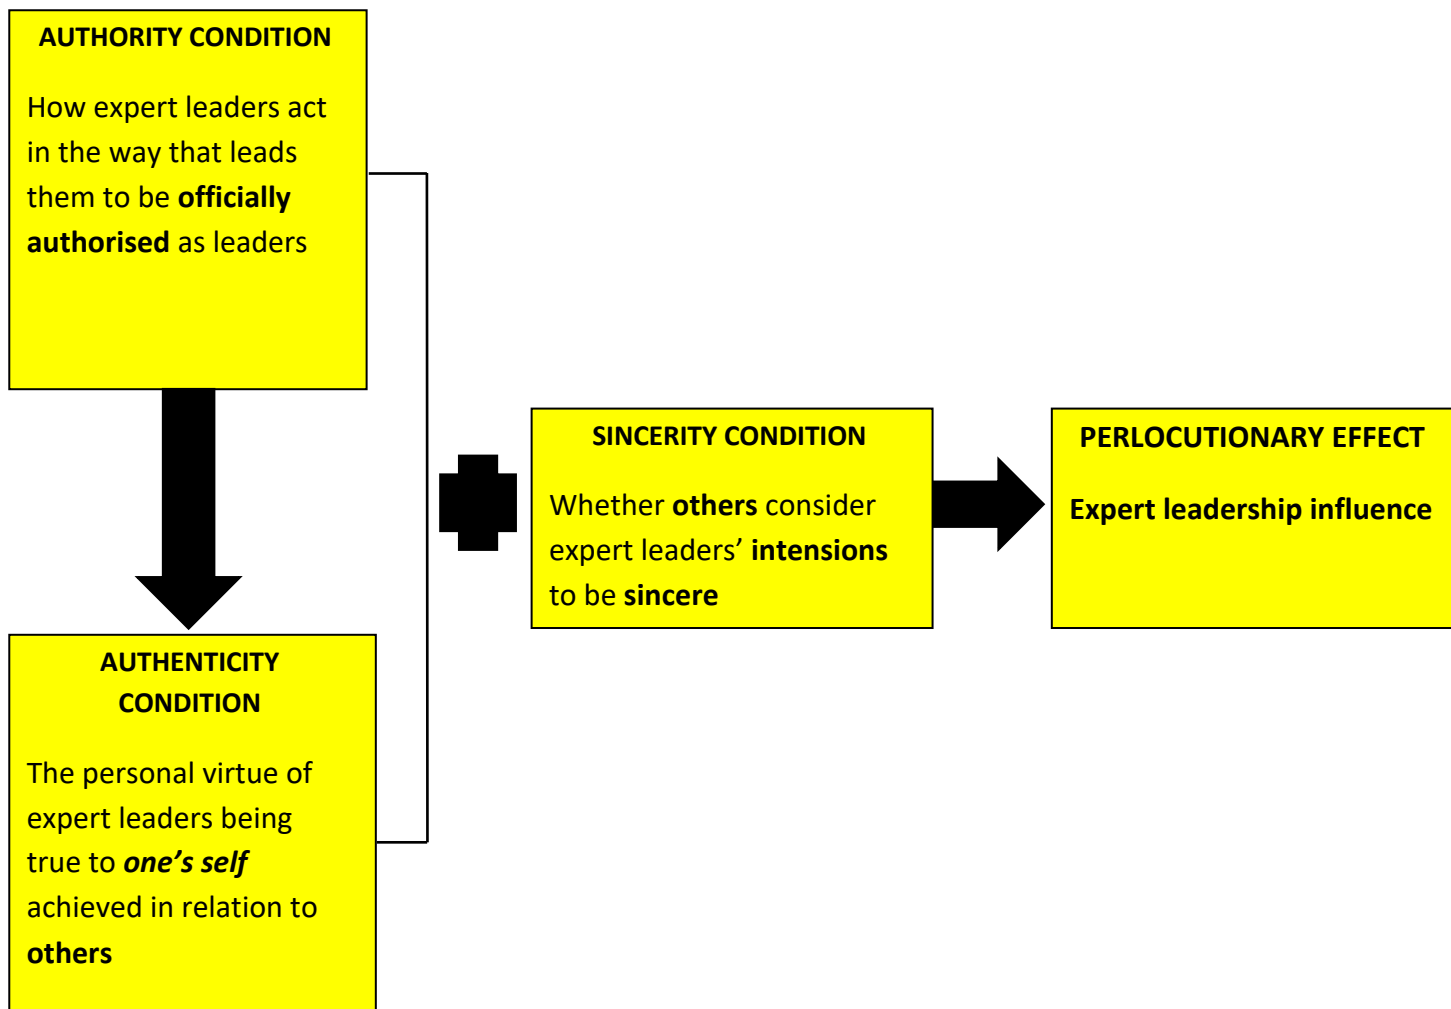 AUTHORITY CONDITION
How expert leaders act
in the way that leads
them to be officially
authorised as leaders
AUTHENTICITY
CONDITION
The personal virtue of
expert leaders being
true to one’s self
achieved in relation to
others
SINCERITY CONDITION
Whether others consider
expert leaders’ intensions
to be sincere
PERLOCUTIONARY EFFECT
Expert leadership influence